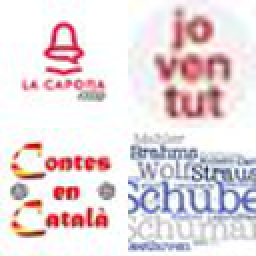 LA CAPONA
jo
ven
tut
Contes
en
Català
Mahler
Brahms
Wolf
Straus
Schube
Schuman
Beethoven